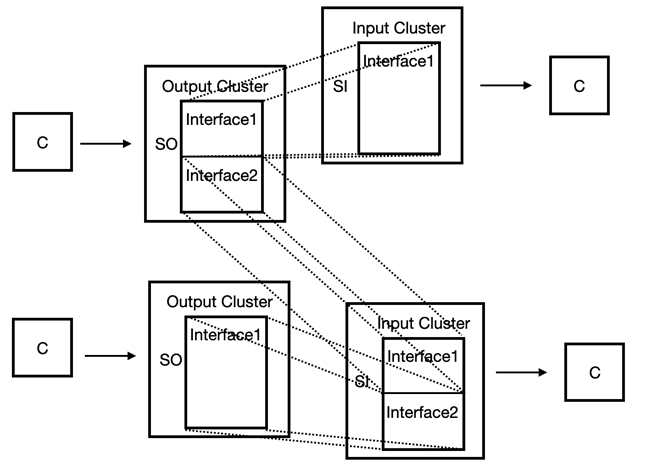 Input Cluster
Interface1
SI
C
Output Cluster
Interface1
SO
C
Interface2
Output Cluster
Interface1
SO
C
Input Cluster
Interface1
SI
C
Interface2